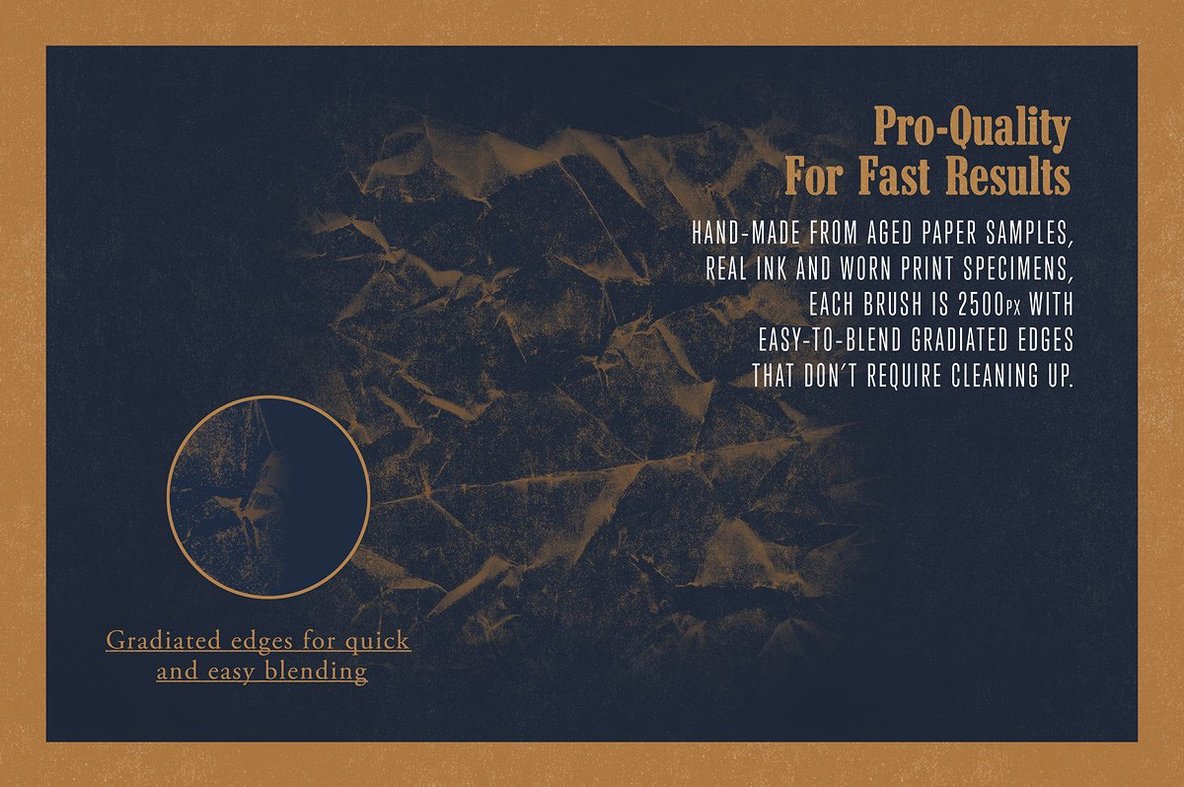 Pro-Quality
For Fast Results
HAND-MADE FROM AGED PAPER SAMPLES,
REAL INK AND WORN PRINT SPECIMENS,
EACH BRUSH IS 2500PX WITH
EASY-TO-BLEND GRADIATED EDGES
THAT DON'T REQUIRE CLEANING UP.
Gradiated edges for quick
and easy blending